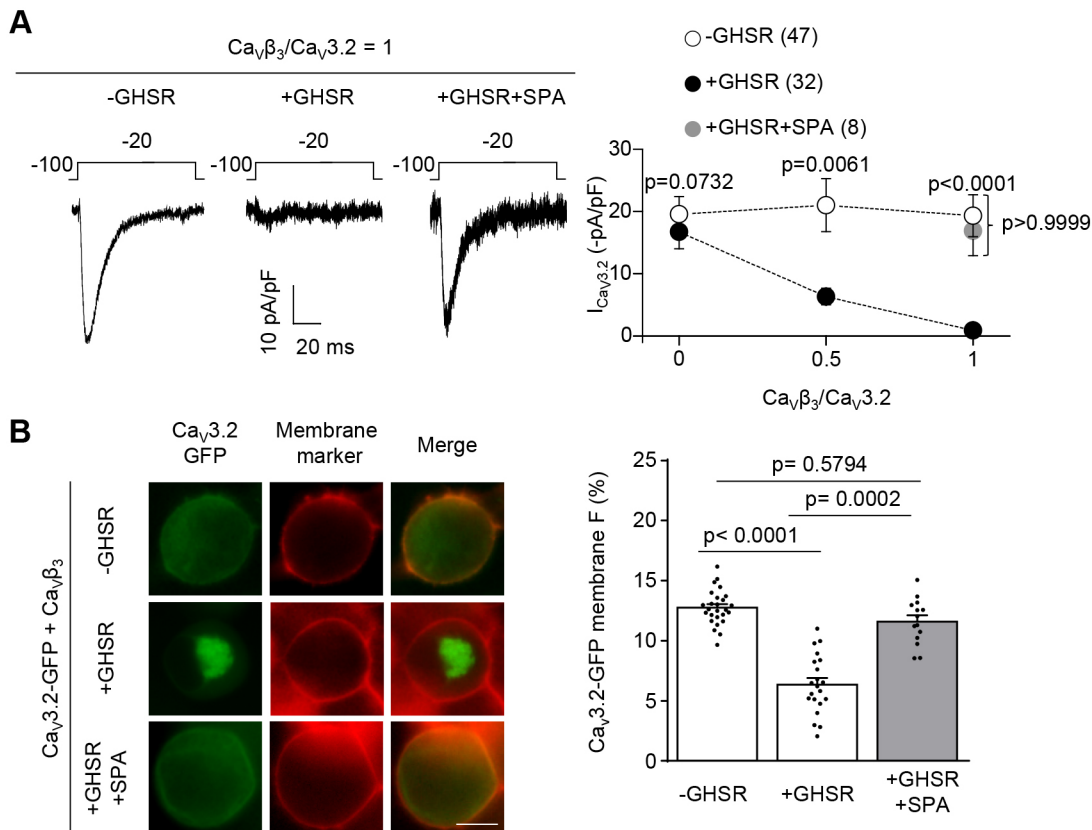 A
CaVβ3/CaV3.2 = 1
-GHSR
+GHSR
+GHSR+SPA
-20
-100
-20
-100
-20
-100
10 pA/pF
20 ms
-GHSR (47)
+GHSR (32)
+GHSR+SPA (8)
30
20
10
0
ICaV3.2 (-pA/pF)
p=0.0732
p=0.0061
p<0.0001
p>0.9999
0
0.5
1
CaVβ3/CaV3.2
B
CaV3.2
GFP
Membrane
marker
Merge
CaV3.2-GFP + CaVβ3
-GHSR
+GHSR
+GHSR
+SPA
CaV3.2-GFP membrane F (%)
25
20
15
10
5
0
p= 0.5794
p= 0.0002
p< 0.0001
-GHSR
+GHSR
+GHSR
+SPA